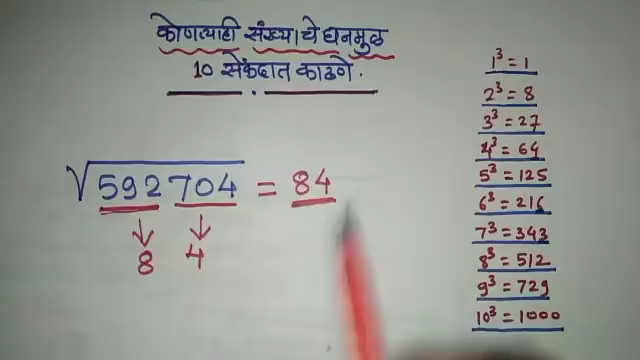 कोणत्याही संख्याचे घनमुळ
10 सेकंदात काढणे.
√592704 = 84
↓ ↓
8 4
1³ = 1
2³ = 8
3³ = 27
4³ = 64
5³ = 125
6³ = 216
7³ = 343
8³ = 512
9³ = 729
10³ = 1000